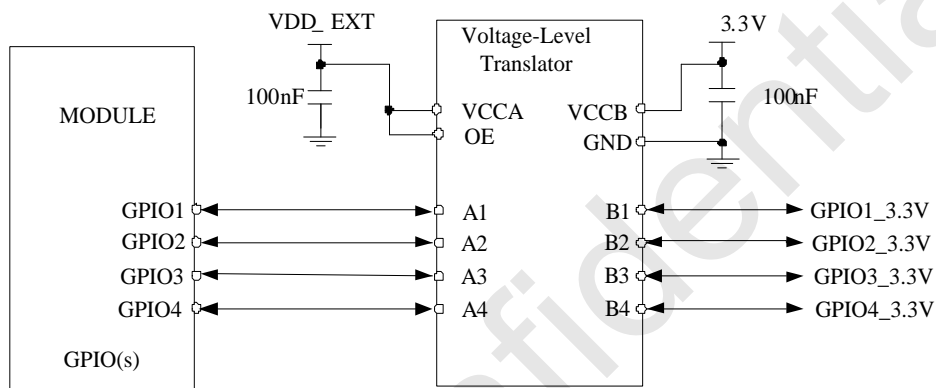 VDD_ EXT
Voltage-Level
Translator
3.3V
100nF
MODULE
VCCA
OE
VCCB
GND
100nF
GPIO1
GPIO2
GPIO3
GPIO4
A1
A2
A3
A4
B1
B2
B3
B4
GPIO1_3.3V
GPIO2_3.3V
GPIO3_3.3V
GPIO4_3.3V
GPIO(s)
fidentia